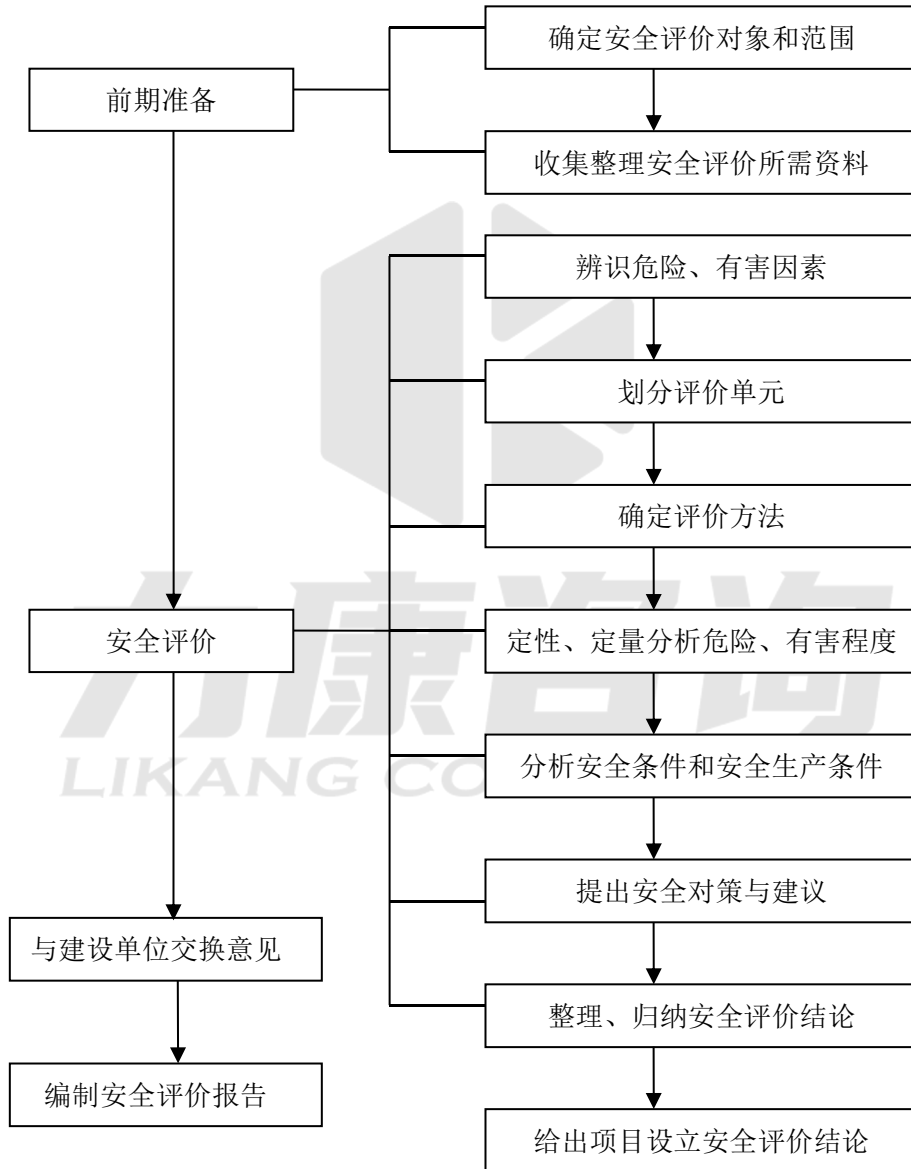 确定安全评价对象和范围
前期准备
收集整理安全评价所需资料
辨识危险、有害因素
划分评价单元
确定评价方法
安全评价
定性、定量分析危险、有害程度
力康咨询
分析安全条件和安全生产条件
LIKANG CO
提出安全对策与建议
与建设单位交换意见
整理、归纳安全评价结论
编制安全评价报告
给出项目设立安全评价结论